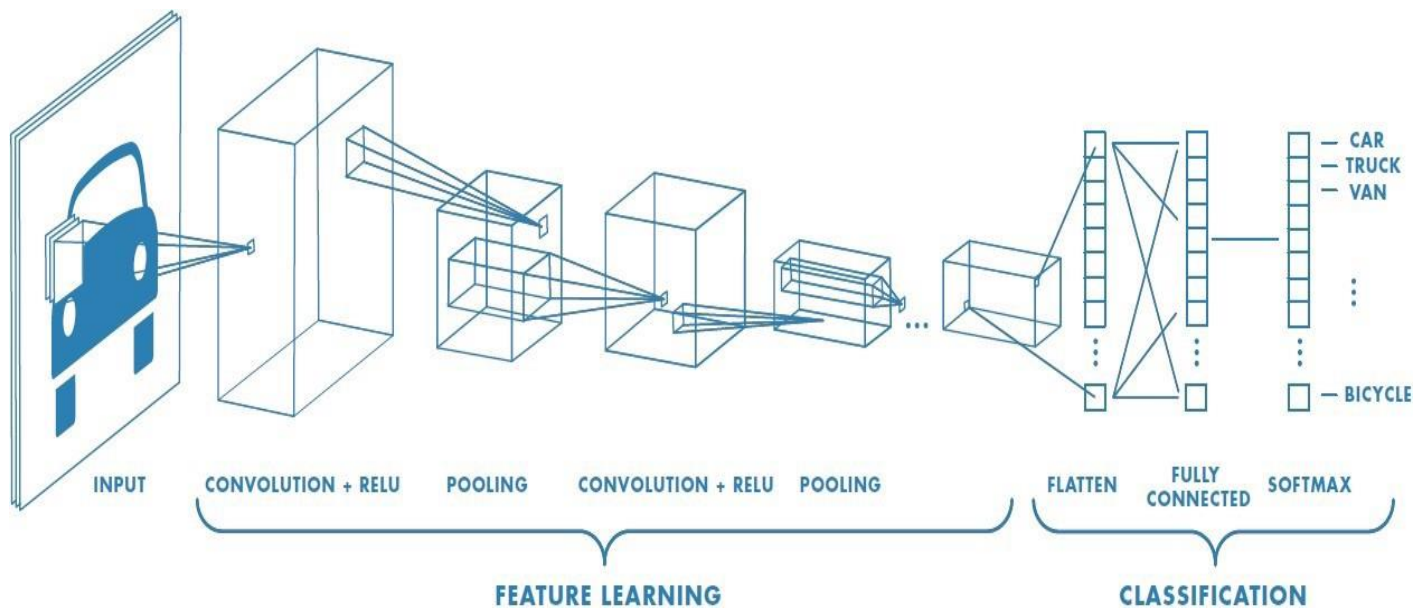 CAR
TRUCK
VAN
BICYCLE
INPUT
CONVOLUTION + RELU
POOLING
CONVOLUTION + RELU
POOLING
FLATTEN
FULLY
CONNECTED
SOFTMAX
FEATURE LEARNING
CLASSIFICATION